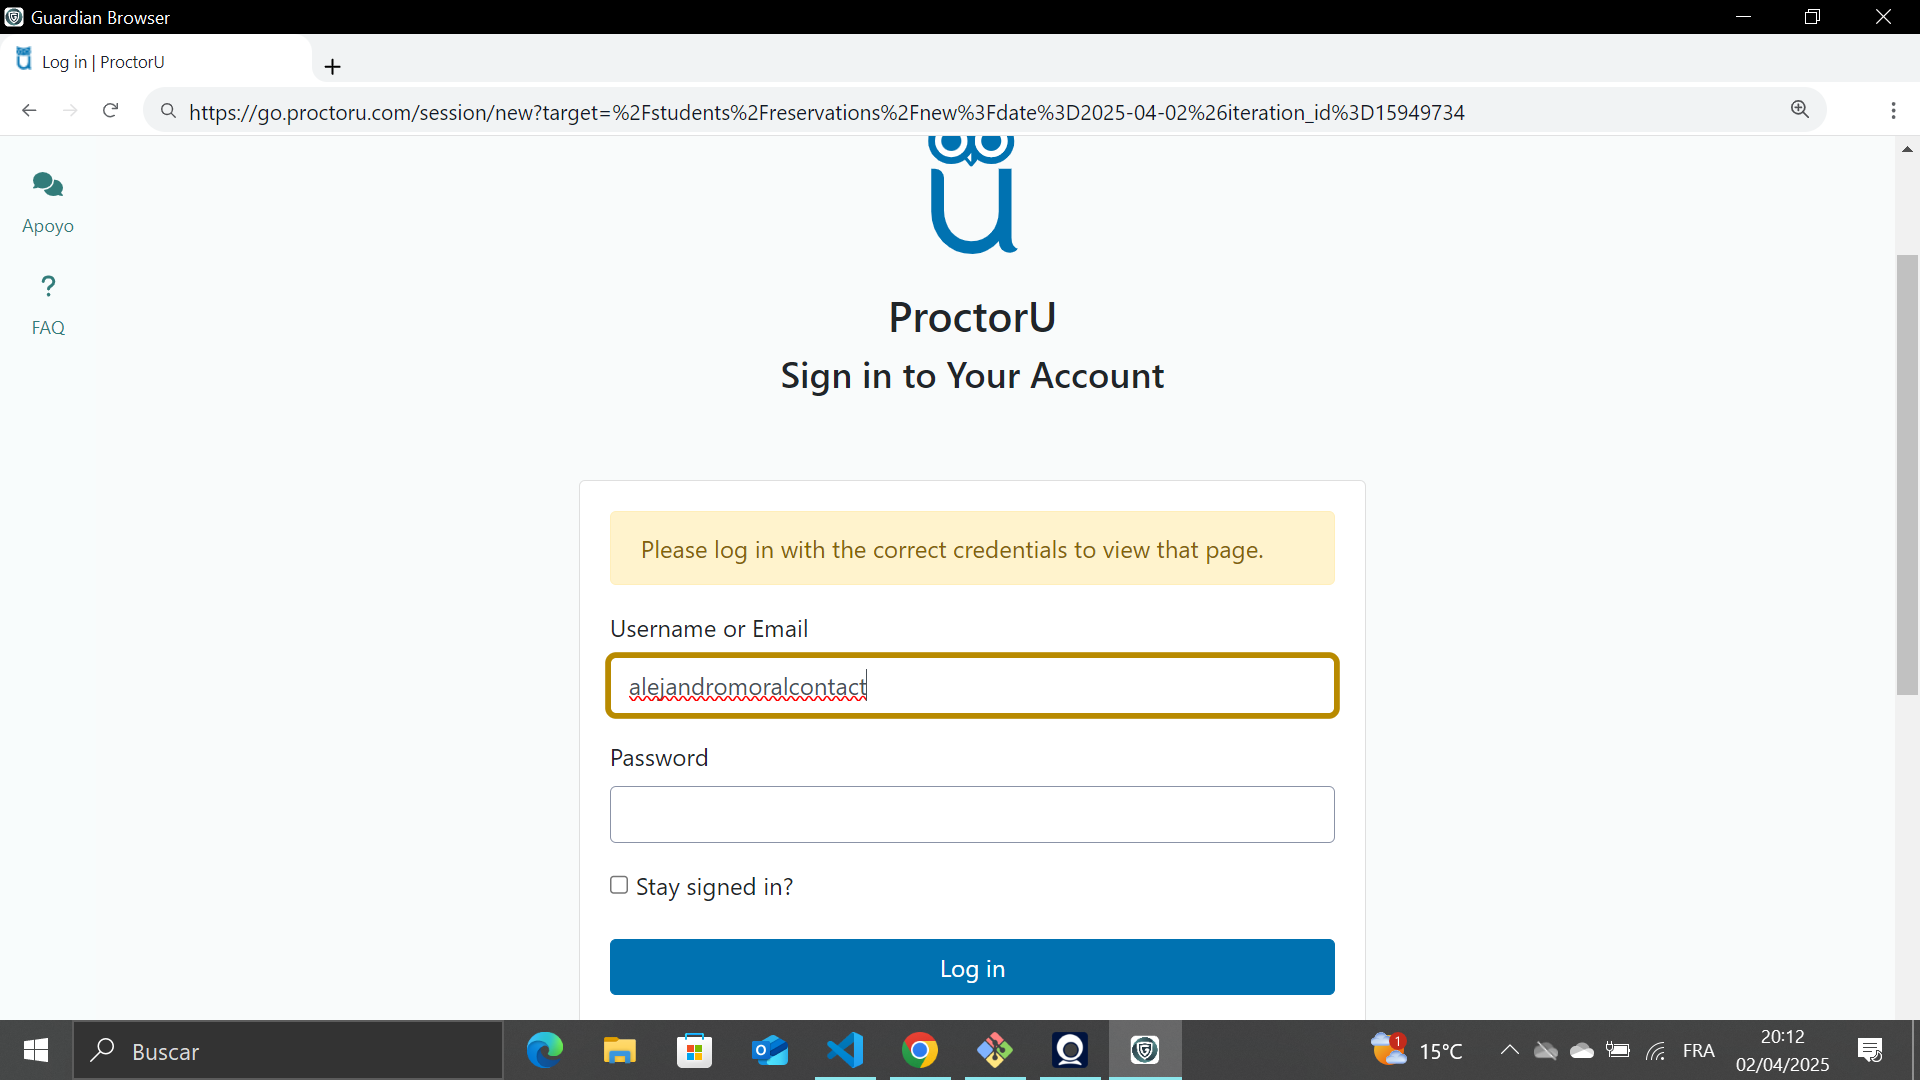 Guardian Browser
Log in | ProctorU
https://go.proctoru.com/session/new?target=%2Fstudents%2Freservations%2Fnew%3Fdate%3D2025-04-02%26iteration_id%3D15949734
Apoyo
?
FAQ
u
ProctorU
Sign in to Your Account
Please log in with the correct credentials to view that page.
Username or Email
alejandromoralcontact
Password
Stay signed in?
Log in
Buscar
1
15°C
FRA
20:12
02/04/2025